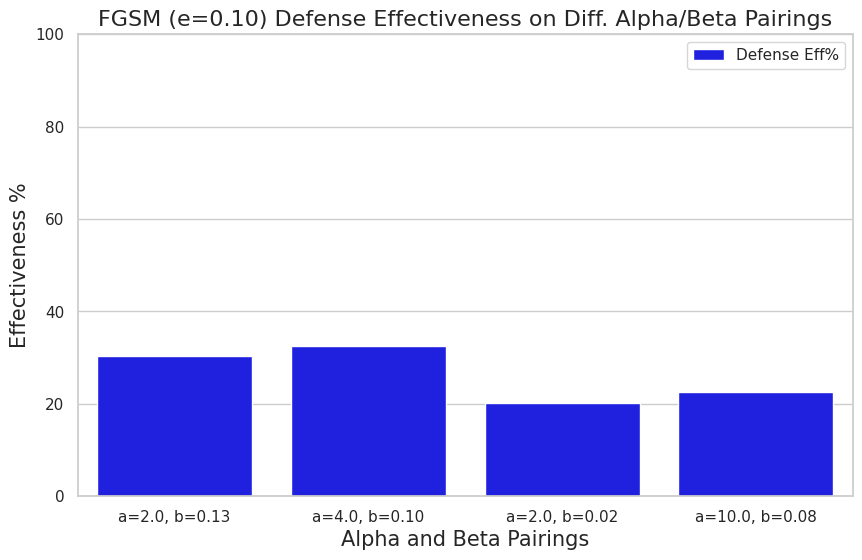 FGSM (e=0.10) Defense Effectiveness on Diff. Alpha/Beta Pairings
Defense Eff%
Effectiveness %
100
80
60
40
20
0
a=2.0, b=0.13
a=4.0, b=0.10
a=2.0, b=0.02
a=10.0, b=0.08
Alpha and Beta Pairings